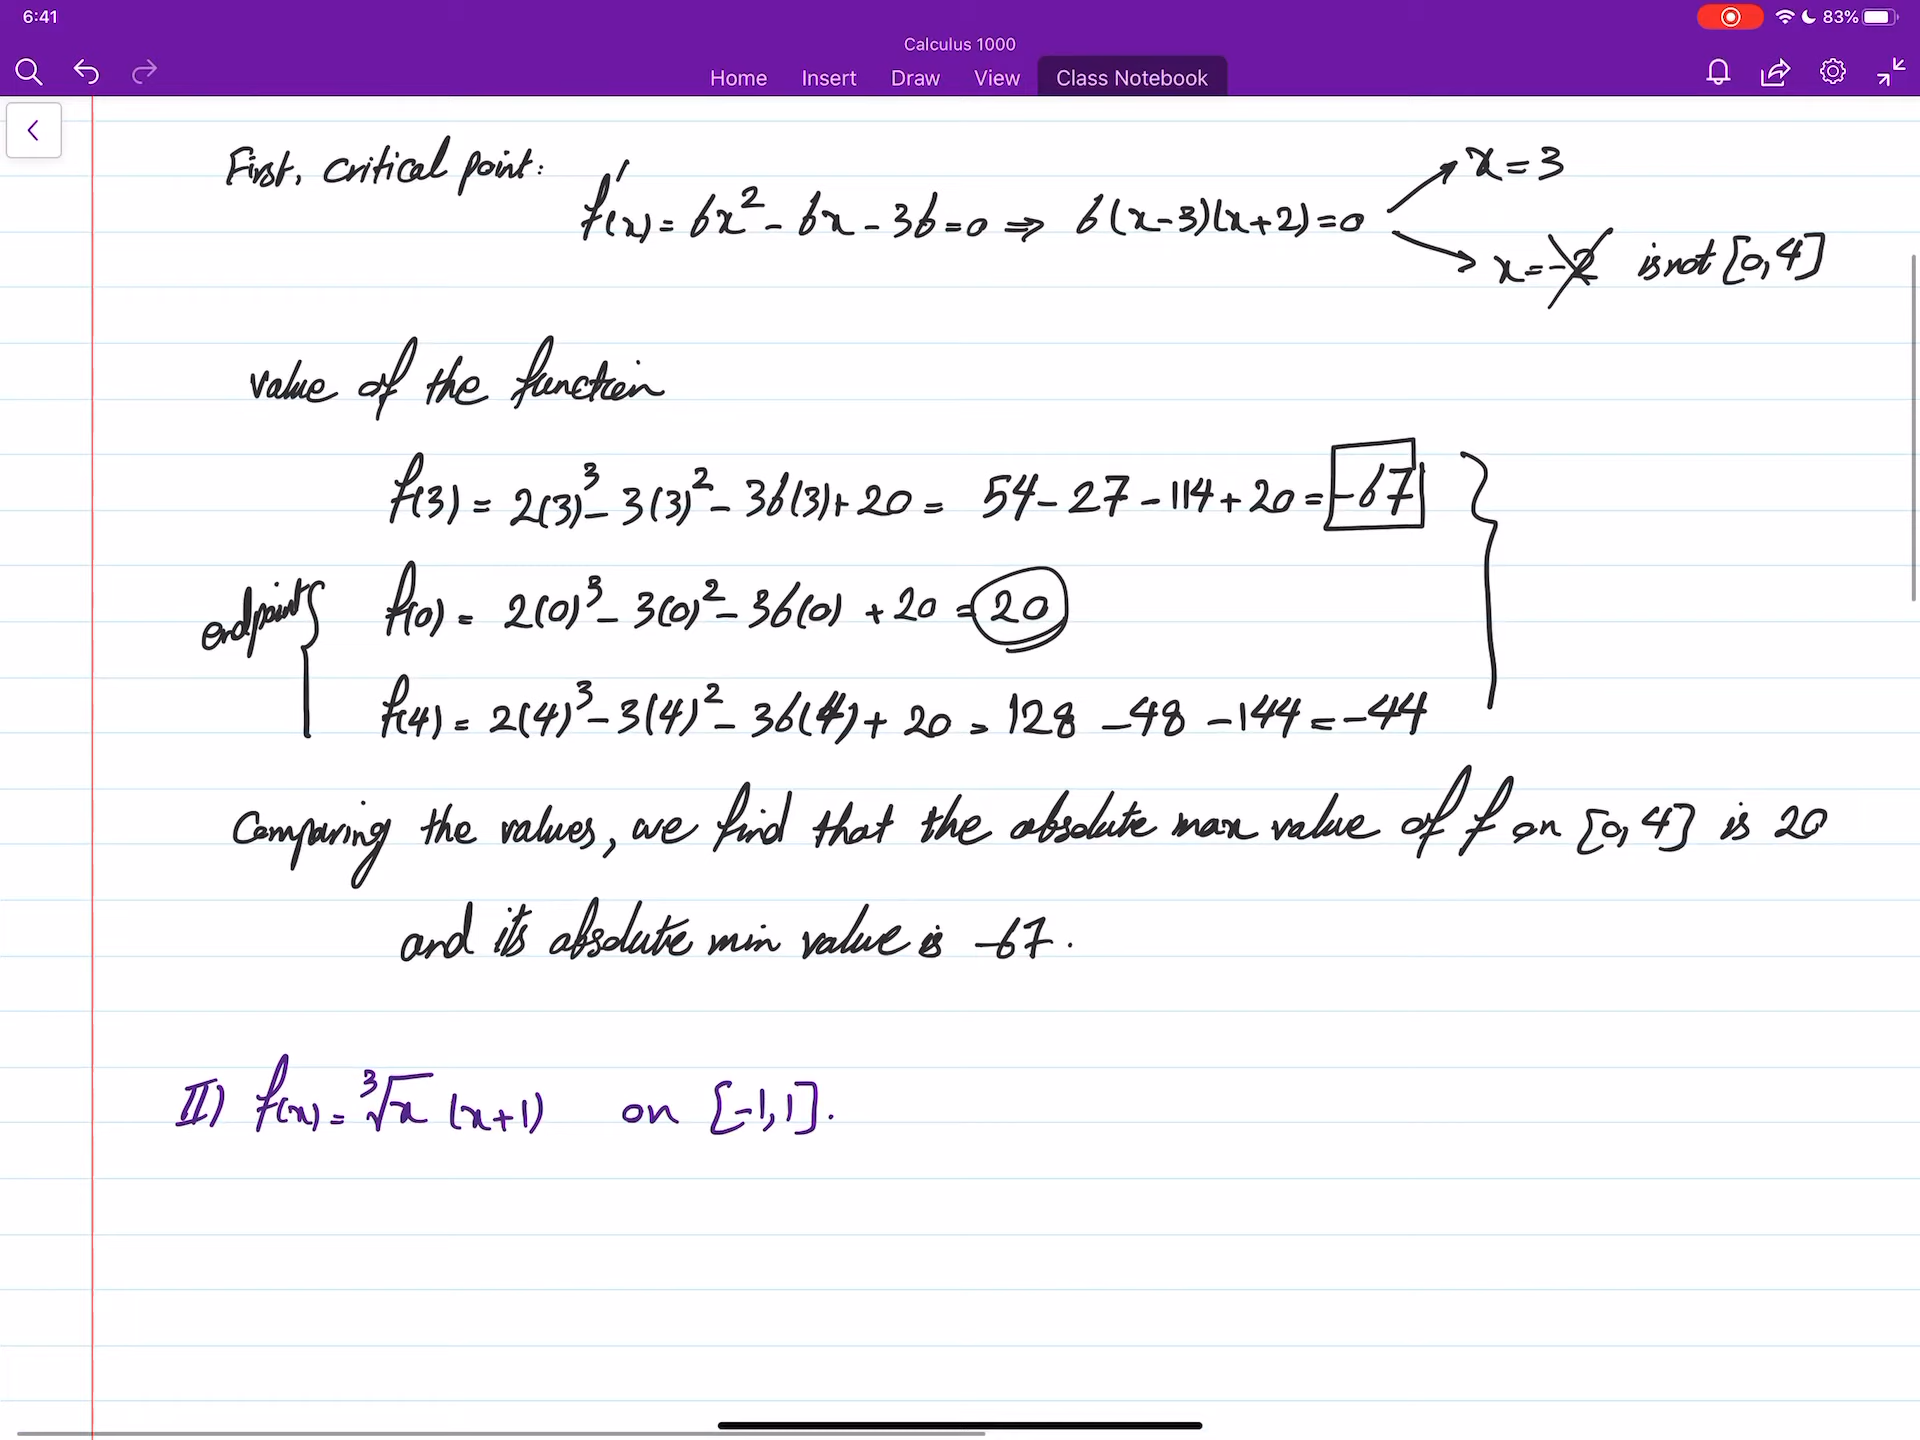 6:41
83%
Calculus 1000
Home Insert Draw View Class Notebook
First, critical point:
f'(x) = 6x² - 6x - 36 = 0 ⇒ 6(x-3)(x+2)=0
x = 3
x = -2 is not [0,4]
value of the function
f(3) = 2(3)³ - 3(3)² - 36(3) + 20 = 54 - 27 - 114 + 20 = -67
endpoint
f(0) = 2(0)³ - 3(0)² - 36(0) + 20 = 20
f(4) = 2(4)³ - 3(4)² - 36(4) + 20 = 128 - 48 - 144 = -44
Comparing the values, we find that the absolute max value of f on [0,4] is 20
and its absolute min value is -67.
II) f(x) = ³√x (x+1) on [-1,1].